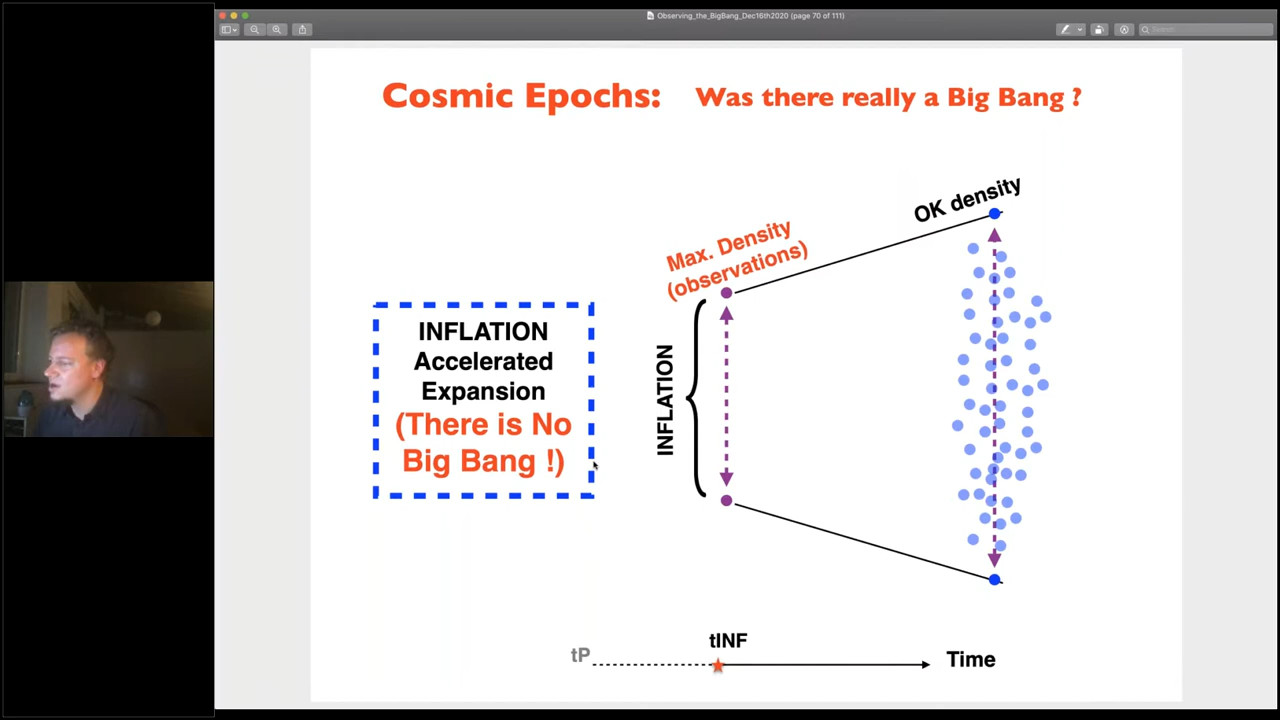 Observing_the_BigBang_Dec16th2020 (page 70 of 111)
Search
Cosmic Epochs: Was there really a Big Bang ?
OK density
Max. Density
(observations)
INFLATION
Accelerated
Expansion
(There is No
Big Bang !)
INFLATION
tINF
tP
Time